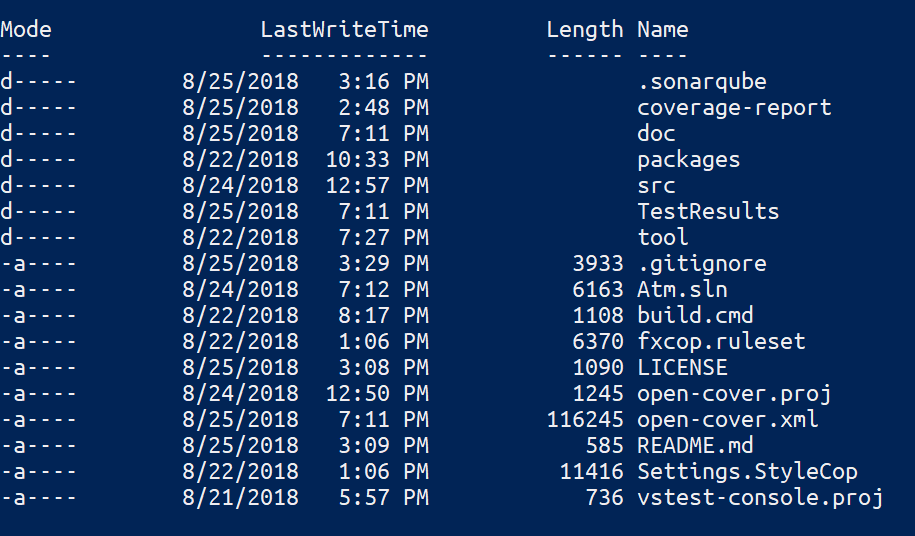 Mode                LastWriteTime         Length Name
----                -------------         ------ ----
d-----        8/25/2018   3:16 PM                .sonarqube
d-----        8/25/2018   2:48 PM                coverage-report
d-----        8/25/2018   7:11 PM                doc
d-----        8/22/2018  10:33 PM                packages
d-----        8/24/2018  12:57 PM                src
d-----        8/25/2018   7:11 PM                TestResults
d-----        8/22/2018   7:27 PM                tool
-a----        8/25/2018   3:29 PM           3933 .gitignore
-a----        8/24/2018   7:12 PM           6163 Atm.sln
-a----        8/22/2018   8:17 PM           1108 build.cmd
-a----        8/22/2018   1:06 PM           6370 fxcop.ruleset
-a----        8/25/2018   3:08 PM           1090 LICENSE
-a----        8/24/2018  12:50 PM           1245 open-cover.proj
-a----        8/25/2018   7:11 PM         116245 open-cover.xml
-a----        8/25/2018   3:09 PM            585 README.md
-a----        8/22/2018   1:06 PM          11416 Settings.StyleCop
-a----        8/21/2018   5:57 PM            736 vstest-console.proj